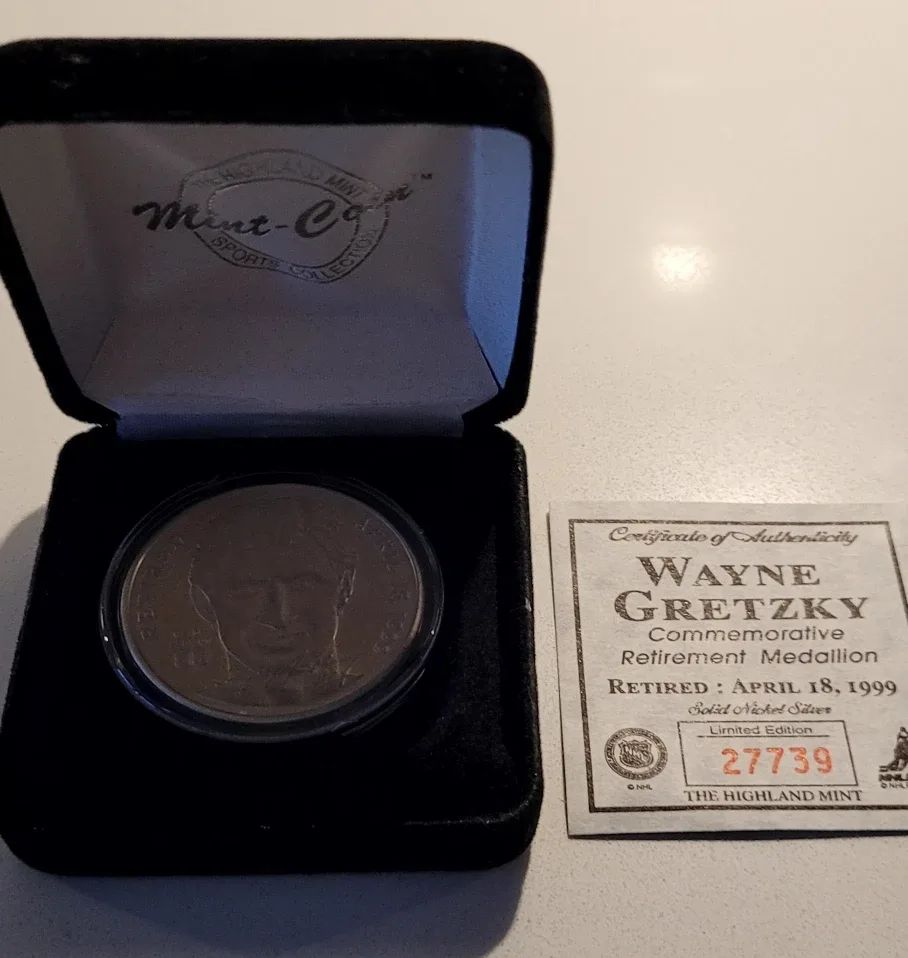 THE HIGHLAND MINT
Mint-Coin™
SPORTS COLLECTION
Certificate of Authenticity
WAYNE
GRETZKY
Commemorative
Retirement Medallion
RETIRED : APRIL 18, 1999
Solid Nickel Silver
Limited Edition
27739
© NHL
THE HIGHLAND MINT